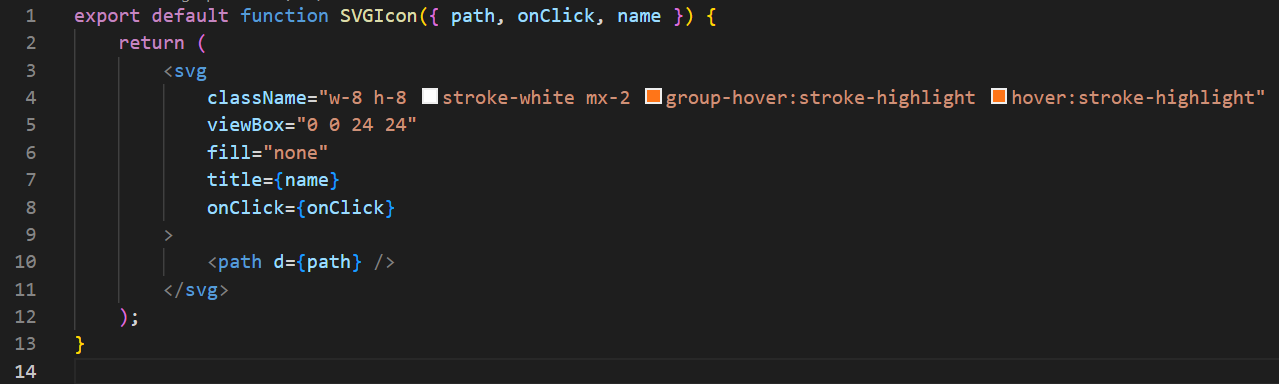 1 export default function SVGIcon({ path, onClick, name }) {
2 return (
3 <svg
4 className="w-8 h-8 stroke-white mx-2 group-hover:stroke-highlight hover:stroke-highlight"
5 viewBox="0 0 24 24"
6 fill="none"
7 title={name}
8 onClick={onClick}
9 >
10 <path d={path} />
11 </svg>
12 );
13 }
14